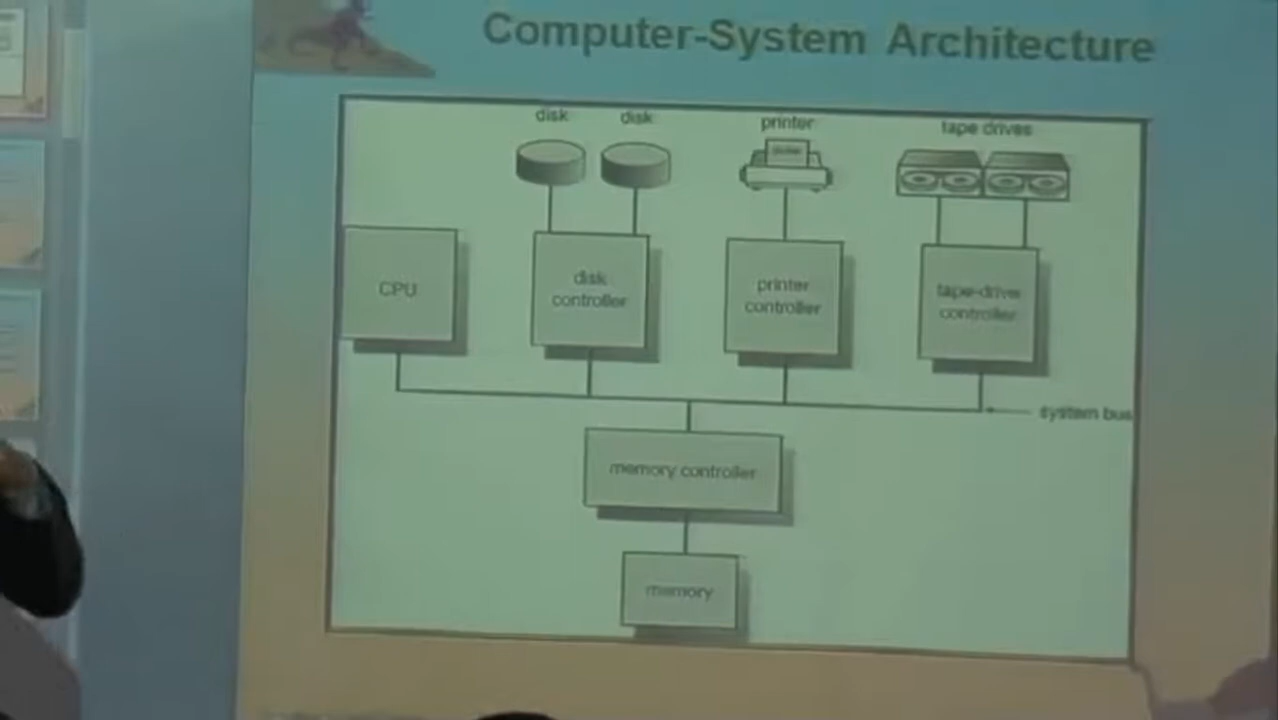 Computer-System Architecture
disk
disk
printer
tape drives
CPU
disk
controller
printer
controller
tape-drive
controller
system bus
memory controller
memory